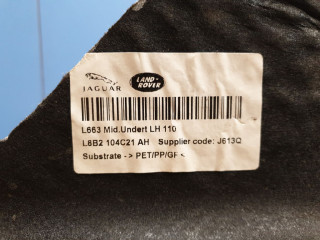 JAGUAR
LAND-
ROVER
L663 Mid.Undert LH 110
L8B2 104C21 AH Supplier code: J613Q
Substrate -> PET/PP/GF <